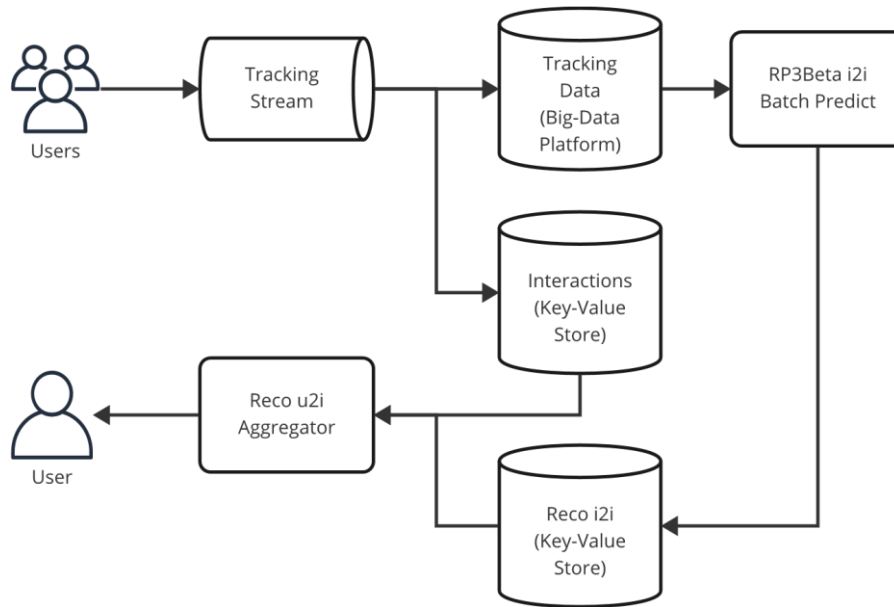 Users
Tracking
Stream
Tracking
Data
(Big-Data
Platform)
RP3Beta i2i
Batch Predict
Interactions
(Key-Value
Store)
User
Reco u2i
Aggregator
Reco i2i
(Key-Value
Store)